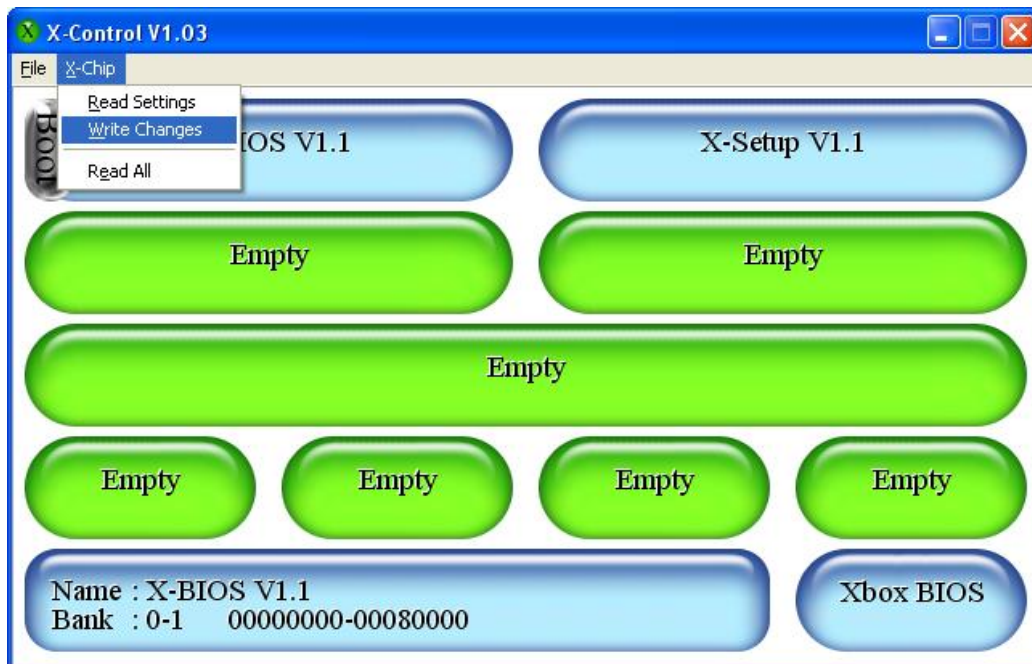 X-Control V1.03
File X-Chip
Read Settings
Write Changes
Read All
Boot
IOS V1.1
X-Setup V1.1
Empty
Empty
Empty
Empty
Empty
Empty
Empty
Name : X-BIOS V1.1
Bank : 0-1 00000000-00080000
Xbox BIOS